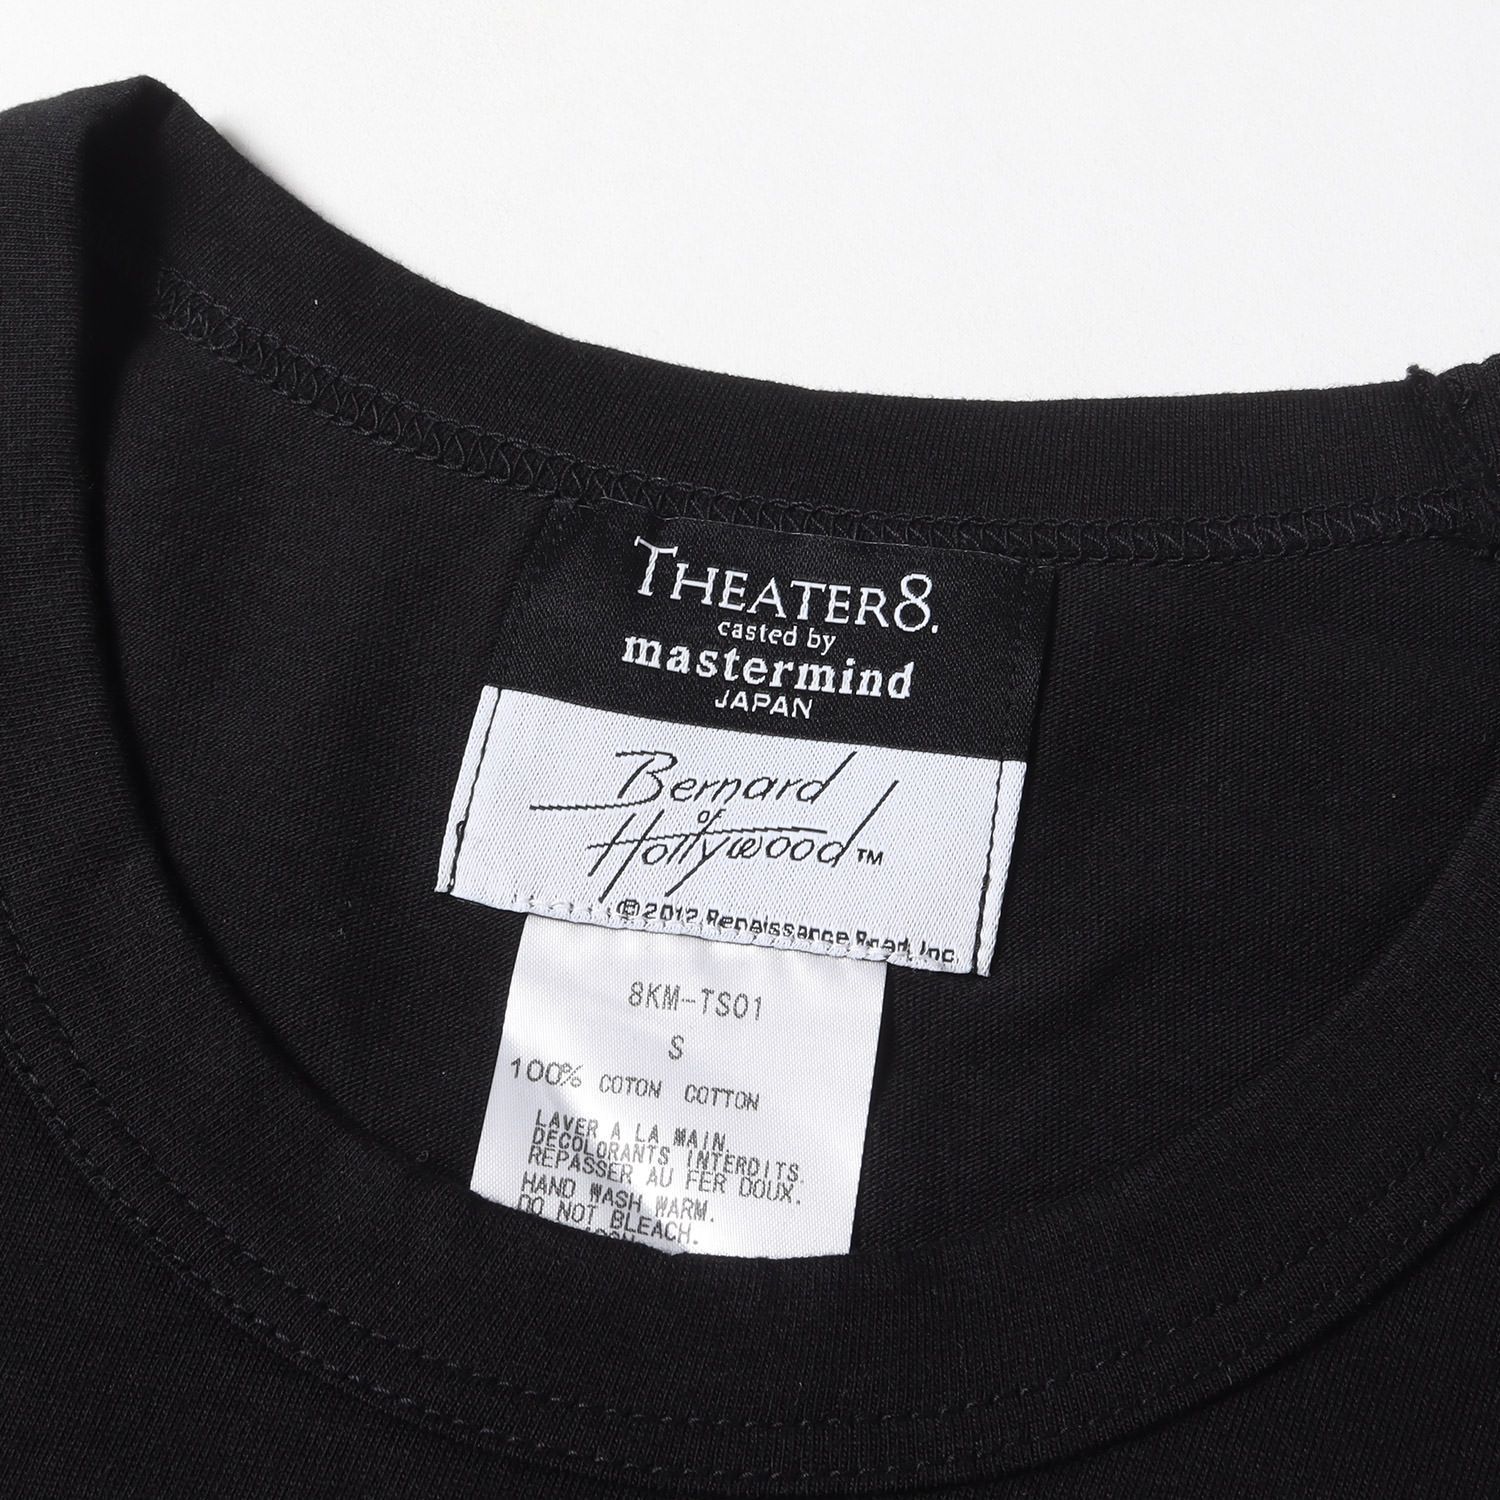 THEATER8.
casted by
mastermind
JAPAN
Bernard
of
Hollywood™
©2012 Renaissance Road, Inc.
8KM-TS01
S
100% COTON COTTON
LAVER A LA MAIN.
DECOLORANTS INTERDITS.
REPASSER AU FER DOUX.
HAND WASH WARM.
DO NOT BLEACH.